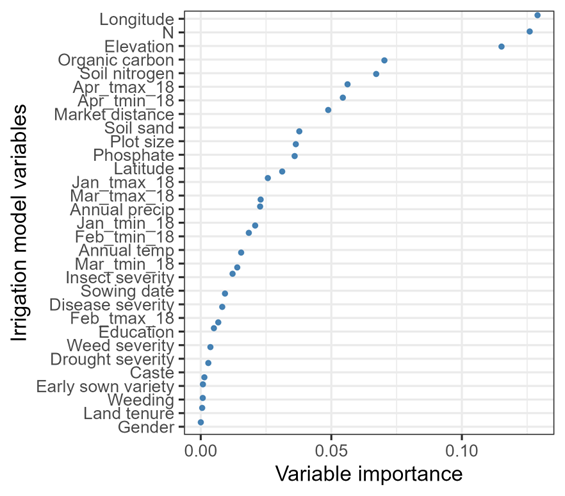 Irrigation model variables
Longitude
N
Elevation
Organic carbon
Soil nitrogen
Apr_tmax_18
Apr_tmin_18
Market distance
Soil sand
Plot size
Phosphate
Latitude
Jan_tmax_18
Mar_tmax_18
Annual precip
Jan_tmin_18
Feb_tmin_18
Annual temp
Mar_tmin_18
Insect severity
Sowing date
Disease severity
Feb_tmax_18
Education
Weed severity
Drought severity
Caste
Early sown variety
Weeding
Land tenure
Gender
0.00 0.05 0.10
Variable importance